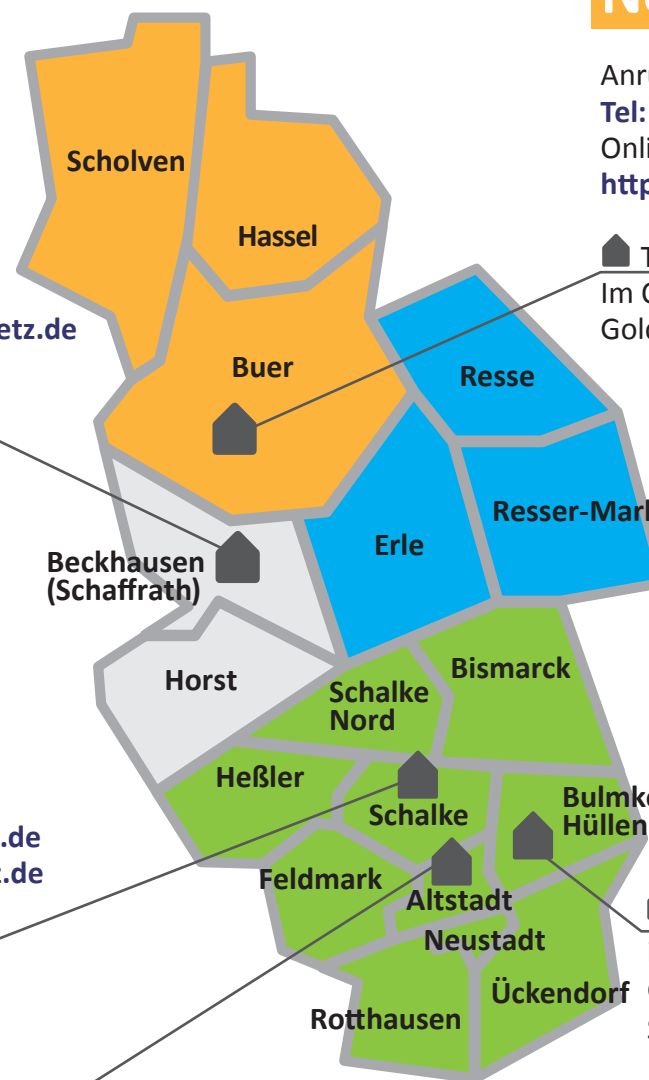 Anru
Tel:
Onli
http
T
Im
Gold
etz.de
Scholven
Hassel
Buer
Resse
Resser-Mark
Erle
Beckhausen
(Schaffrath)
Horst
Bismarck
Schalke
Nord
Heßler
Schalke
Bulmke
Hüllen
.de
z.de
Feldmark
Altstadt
Neustadt
Ückendorf
Rotthausen